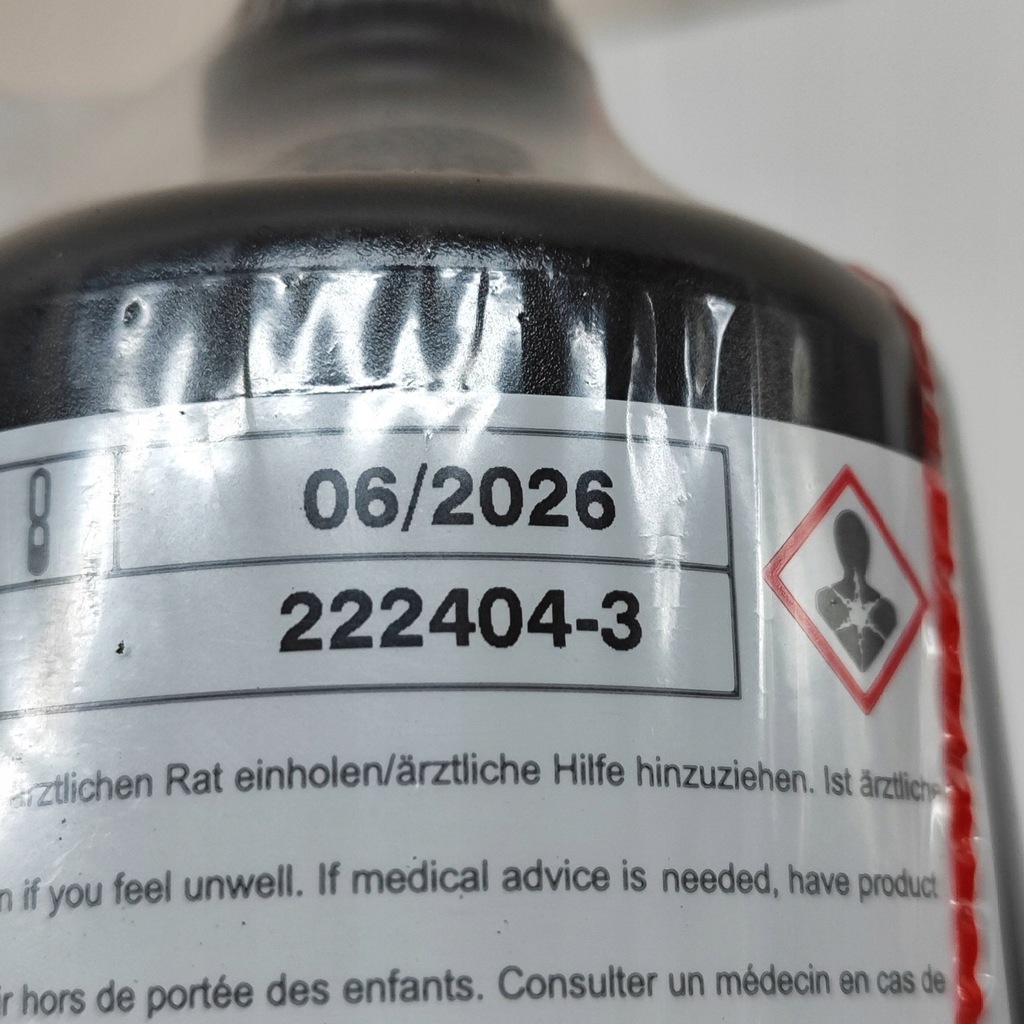 06/2026
222404-3
ärztlichen Rat einholen/ärztliche Hilfe hinzuziehen. Ist ärztliche
if you feel unwell. If medical advice is needed, have product
hors de portée des enfants. Consulter un médecin en cas de